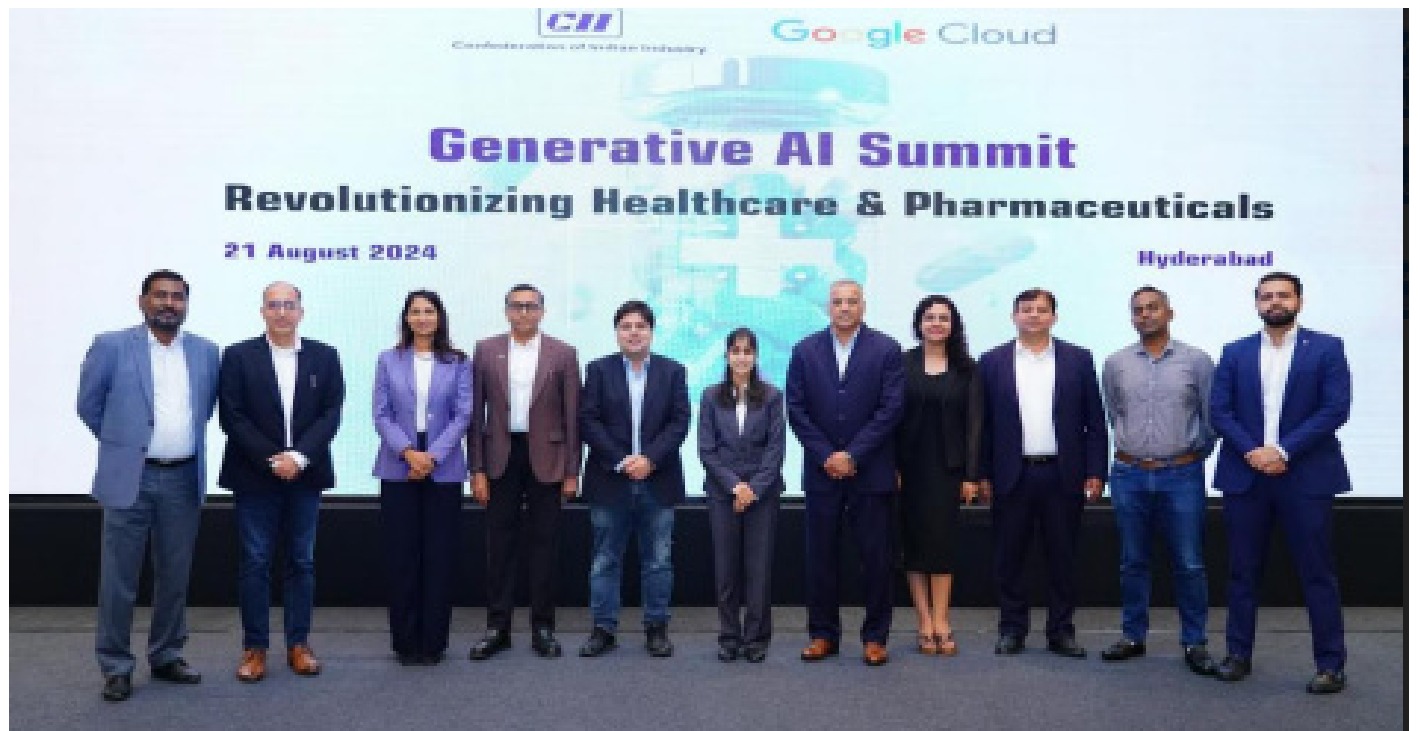 CII
Confederation of Indian Industry
Google Cloud
Generative AI Summit
Revolutionizing Healthcare & Pharmaceuticals
21 August 2024
Hyderabad